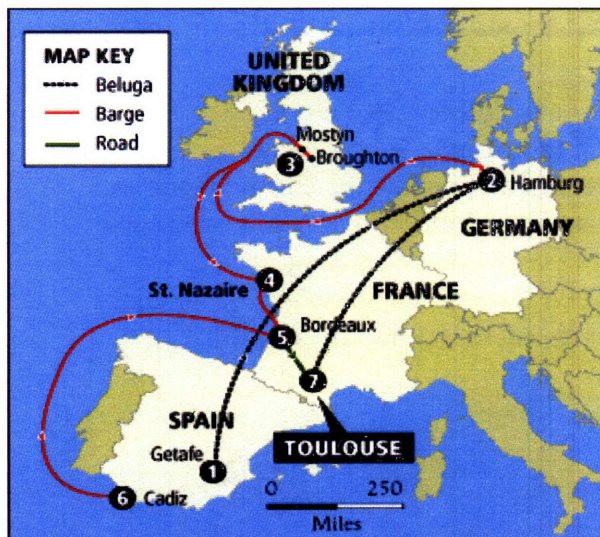 MAP KEY
Beluga
Barge
Road
UNITED
KINGDOM
Mostyn
3
Broughton
2
Hamburg
GERMANY
4
St. Nazaire
FRANCE
5
Bordeaux
7
SPAIN
TOULOUSE
Getafe
1
6
Cadiz
0
250
Miles